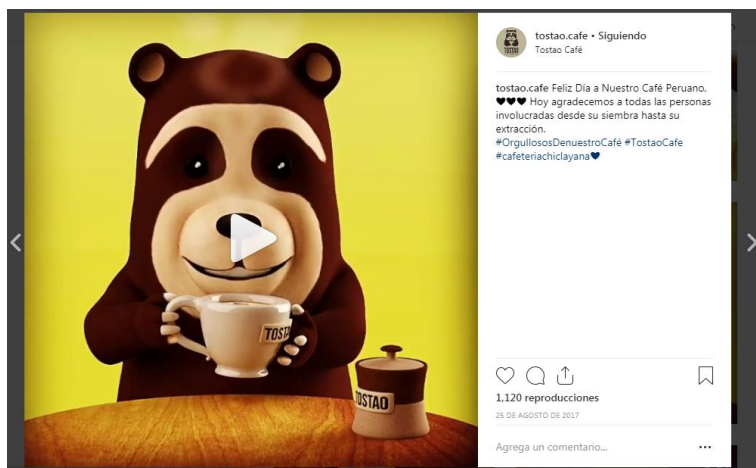 TOSTAO
TOSTAO
TOSTAO
tostao.cafe • Siguiendo
Tostao Café
tostao.cafe Feliz Día a Nuestro Café Peruano.
🖤🖤🖤 Hoy agradecemos a todas las personas
involucradas desde su siembra hasta su
extracción.
#OrgullososDenuestroCafé #TostaoCafe
#cafeteriachiclayana🖤
1,120 reproducciones
25 DE AGOSTO DE 2017
Agrega un comentario...